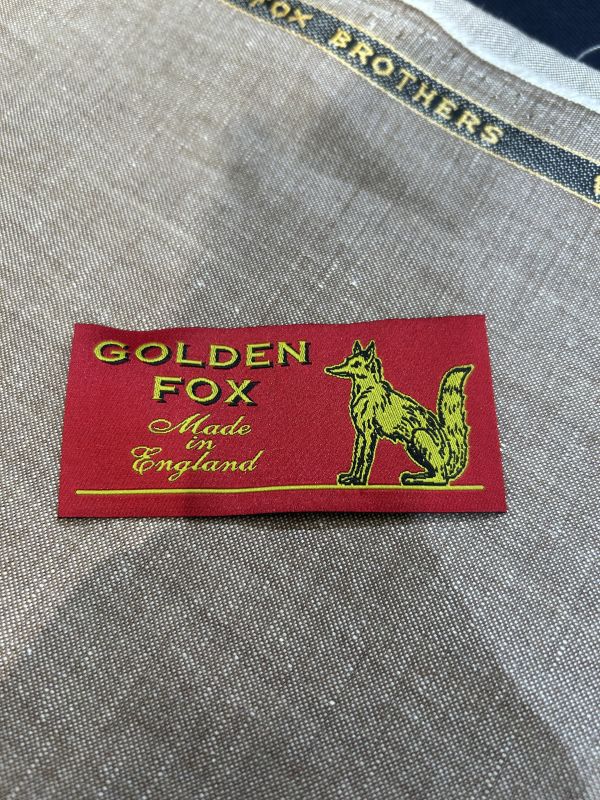 FOX BROTHERS
GOLDEN
FOX
Made
in
England